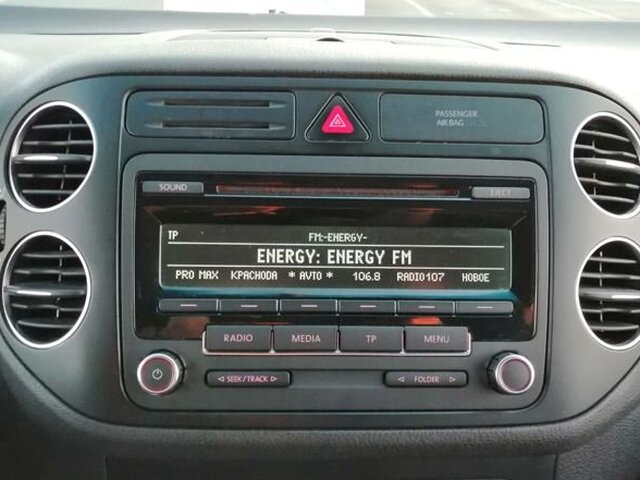 PASSENGER
AIR BAG
SOUND
EJECT
TP
FM:-ENERGY-
ENERGY: ENERGY FM
PRO MAX КРАСНОДА * АВТО * 106.8 RADIO107 НОВОЕ
RADIO MEDIA TP MENU
SEEK/TRACK FOLDER